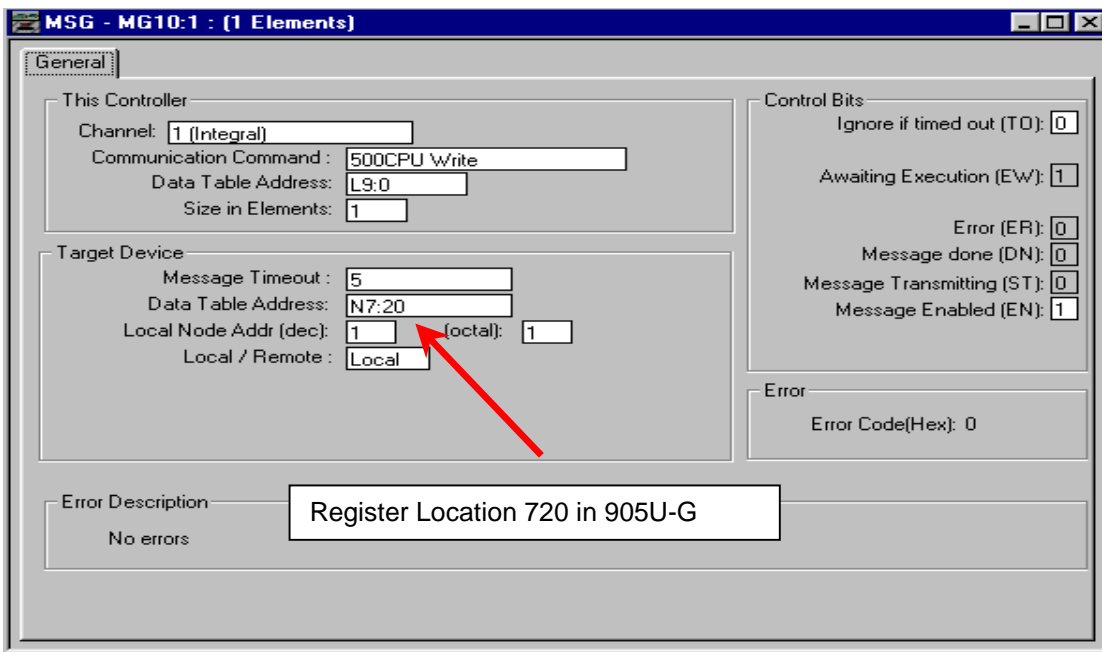 MSG - MG10:1 : (1 Elements)
General
This Controller
Channel: 1 (Integral)
Communication Command : 500CPU Write
Data Table Address: L9:0
Size in Elements: 1
Target Device
Message Timeout : 5
Data Table Address: N7:20
Local Node Addr (dec): 1 (octal): 1
Local / Remote : Local
Control Bits
Ignore if timed out (TO): 0
Awaiting Execution (EW): 1
Error (ER): 0
Message done (DN): 0
Message Transmitting (ST): 0
Message Enabled (EN): 1
Error
Error Code(Hex): 0
Error Description
No errors
Register Location 720 in 905U-G